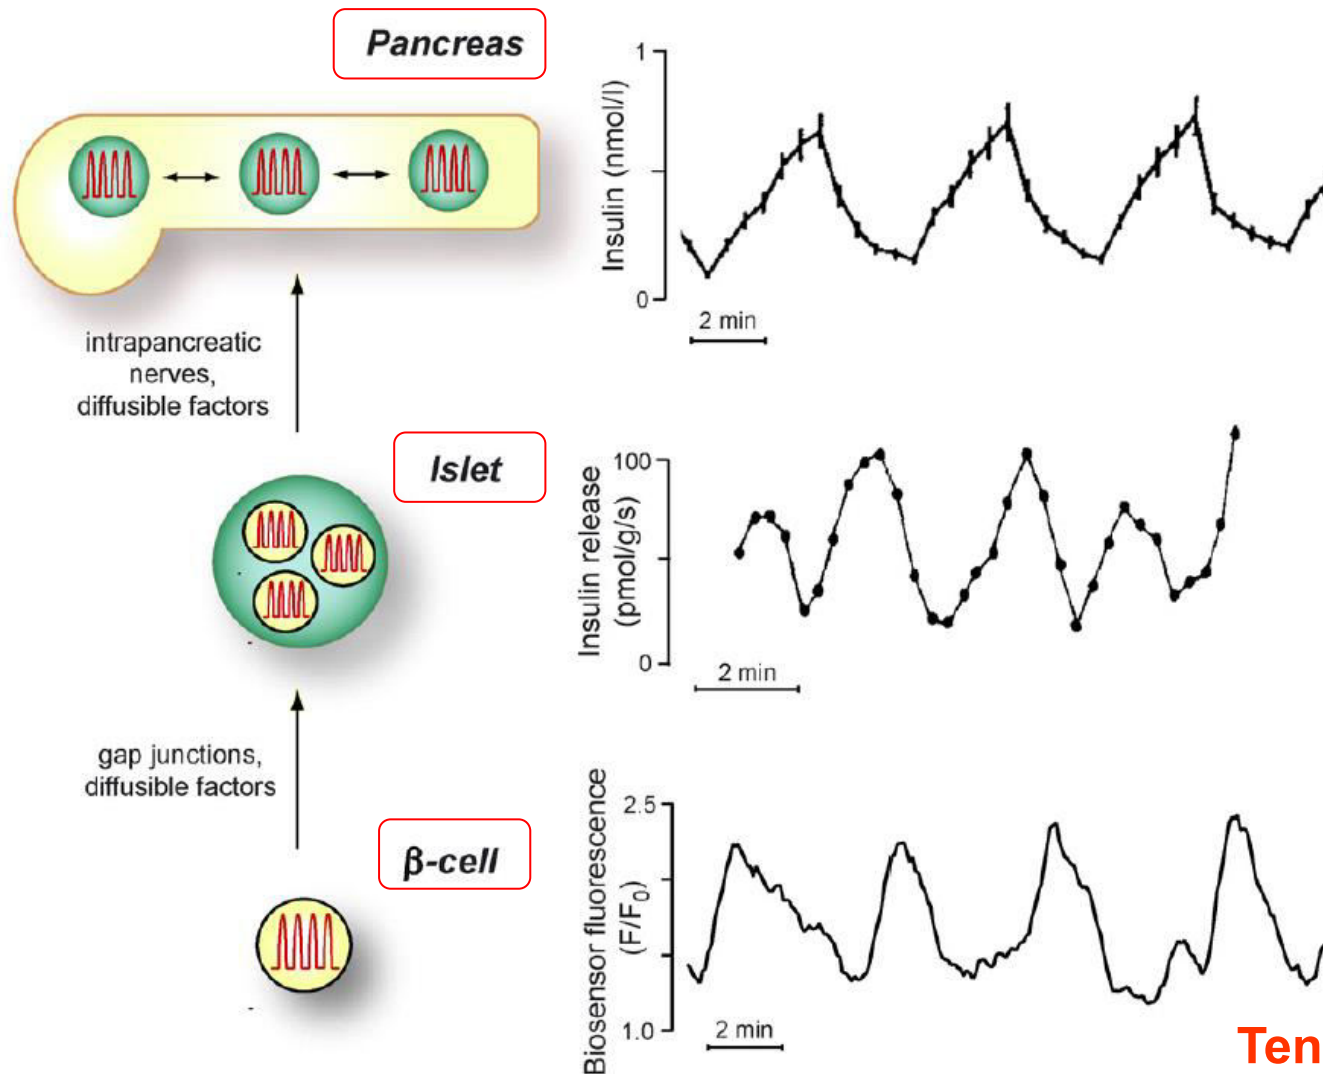 Pancreas
intrapancreatic
nerves,
diffusible factors
Islet
gap junctions,
diffusible factors
β-cell
Insulin (nmol/l)
1
0
2 min
Insulin release
(pmol/g/s)
100
0
2 min
Biosensor fluorescence
(F/F0)
2.5
1.0
2 min
Ten